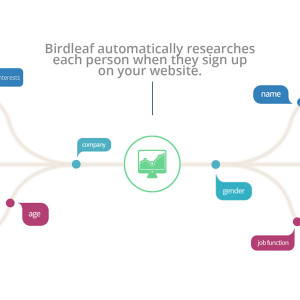 Birdleaf automatically researches
each person when they sign up
on your website.
interests
name
company
gender
age
job function